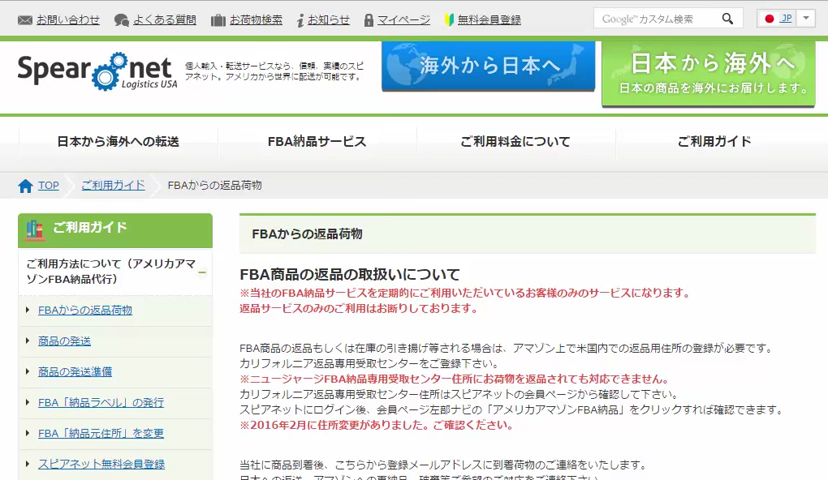 お問い合わせ よくある質問 お荷物検索 お知らせ マイページ 無料会員登録 Google カスタム検索 JP
Spear net
Logistics USA
個人輸入・転送サービスなら、信頼、実績のスピ
アネット。アメリカから世界に配送が可能です。
海外から日本へ
日本から海外へ
日本の商品を海外にお届けします。
日本から海外への転送 FBA納品サービス ご利用料金について ご利用ガイド
TOP ご利用ガイド FBAからの返品荷物
ご利用ガイド
ご利用方法について（アメリカアマ
ゾンFBA納品代行）
FBAからの返品荷物
商品の発送
商品の発送準備
FBA「納品ラベル」の発行
FBA「納品元住所」を変更
スピアネット無料会員登録
FBAからの返品荷物
FBA商品の返品の取扱いについて
※当社のFBA納品サービスを定期的にご利用いただいているお客様のみのサービスになります。
返品サービスのみのご利用はお断りしております。
FBA商品の返品もしくは在庫の引き揚げ等される場合は、アマゾン上で米国内での返品用住所の登録が必要です。
カリフォルニア返品専用受取センターをご登録下さい。
※ニュージャージFBA納品専用受取センター住所にお荷物を返品されても対応できません。
カリフォルニア返品専用受取センター住所はスピアネットの会員ページから確認して下さい。
スピアネットにログイン後、会員ページ左部ナビの「アメリカアマゾンFBA納品」をクリックすれば確認できます。
※2016年2月に住所変更がありました。ご確認ください。
当社に商品到着後、こちらから登録メールアドレスに到着荷物のご連絡をいたします。